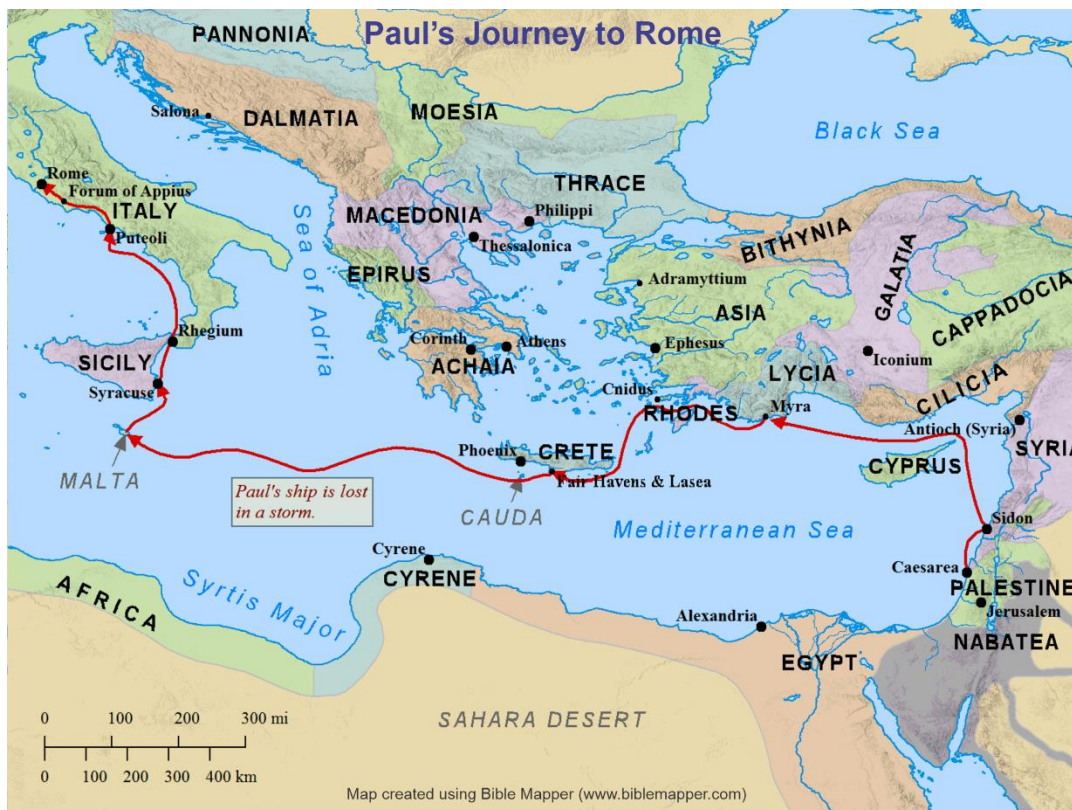 Paul's Journey to Rome
PANNONIA
Salona
DALMATIA
MOESIA
Black Sea
Rome
Forum of Appius
ITALY
Puteoli
Sea of Adria
THRACE
MACEDONIA
Philippi
Thessalonica
BITHYNIA
EPIRUS
Adramyttium
ASIA
GALATIA
CAPPADOCIA
Rhegium
SICILY
Syracuse
Corinth
Athens
ACHAIA
Ephesus
Iconium
LYCIA
CILICIA
Cnidus
RHODES
Myra
Antioch (Syria)
SYRIA
CYPRUS
MALTA
Phoenix
CRETE
Fair Havens & Lasea
Paul's ship is lost
in a storm.
CAUDA
Mediterranean Sea
Sidon
Cyrene
CYRENE
Caesarea
PALESTINE
Jerusalem
AFRICA
Syrtis Major
Alexandria
NABATEA
EGYPT
SAHARA DESERT
0 100 200 300 mi
0 100 200 300 400 km
Map created using Bible Mapper (www.biblemapper.com)